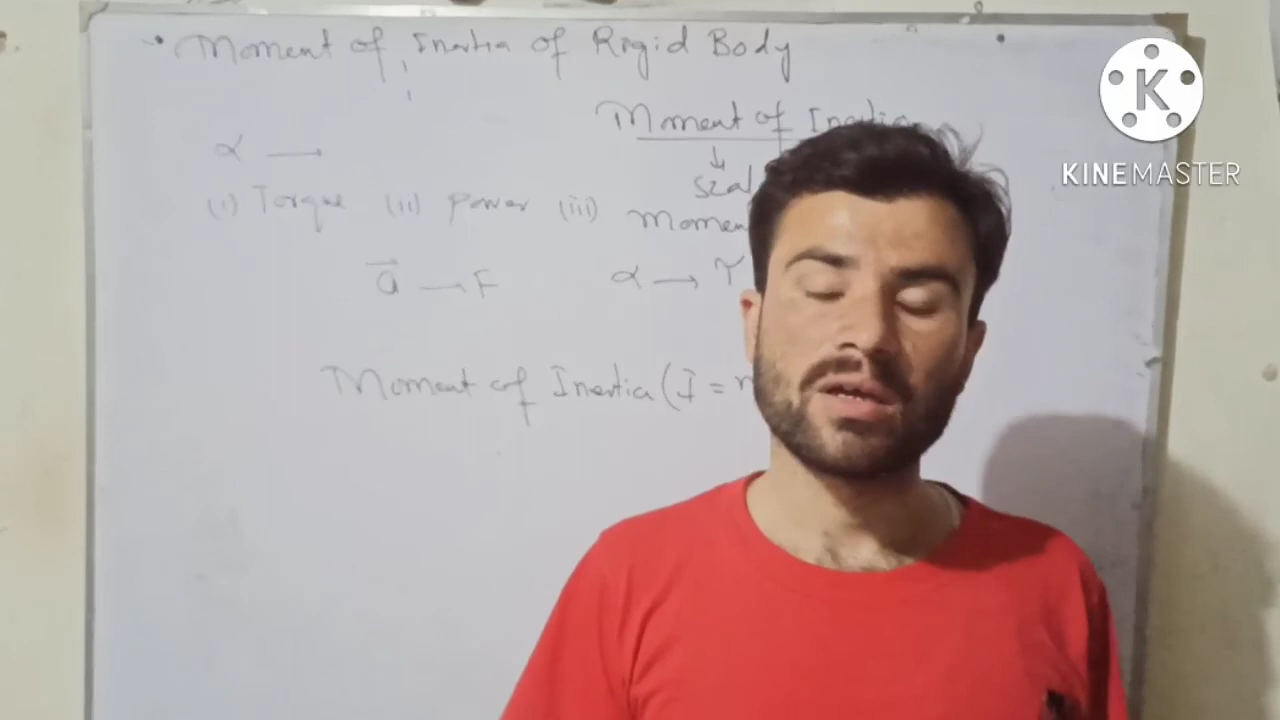 • Moment of Inertia of Rigid Body
Moment of Inertia
↓
α →
(i) Torque (ii) Power (iii) Momen
a⃗ → F α → τ
Moment of Inertia (I = m
K
KINEMASTER